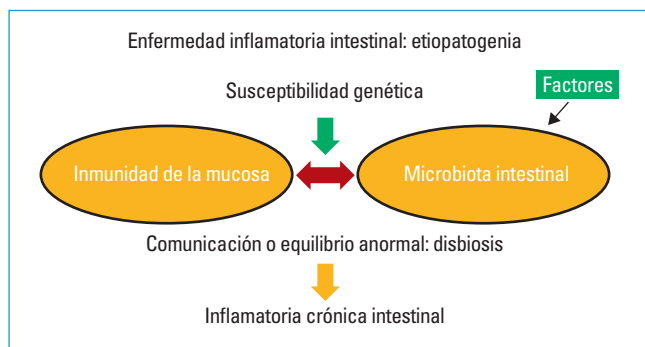 Enfermedad inflamatoria intestinal: etiopatogenia
Susceptibilidad genética
Factores
Inmunidad de la mucosa
Microbiota intestinal
Comunicación o equilibrio anormal: disbiosis
Inflamatoria crónica intestinal